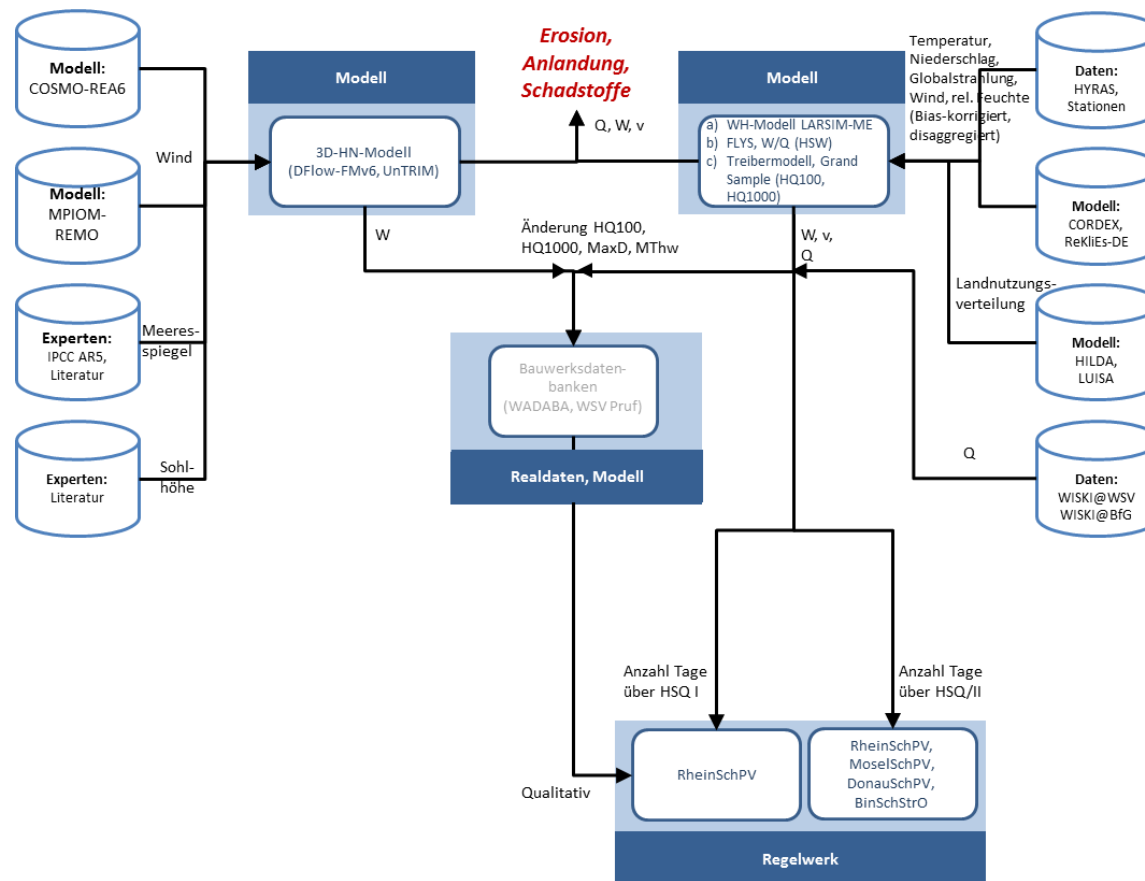 Modell:
COSMO-REA6
Wind
Modell:
MPIOM-
REMO
Experten:
IPCC AR5,
Literatur
Meeres-
spiegel
Experten:
Literatur
Sohl-
höhe
Modell
3D-HN-Modell
(DFlow-FMv6, UnTRIM)
W
Erosion,
Anlandung,
Schadstoffe
Q, W, v
Modell
a) WH-Modell LARSIM-ME
b) FLYS, W/Q (HSW)
c) Treibermodell, Grand
Sample (HQ100,
HQ1000)
W, v,
Q
Temperatur,
Niederschlag,
Globalstrahlung,
Wind, rel. Feuchte
(Bias-korrigiert,
disaggregiert)
Daten:
HYRAS,
Stationen
Modell:
CORDEX,
ReKliEs-DE
Landnutzungs-
verteilung
Modell:
HILDA,
LUISA
Q
Daten:
WISKI@WSV
WISKI@BfG
Änderung HQ100,
HQ1000, MaxD, MThw
Bauwerksdaten-
banken
(WADABA, WSV Pruf)
Realdaten, Modell
Anzahl Tage
über HSQ I
Anzahl Tage
über HSQ/II
Qualitativ
RheinSchPV
RheinSchPV,
MoselSchPV,
DonauSchPV,
BinSchStrO
Regelwerk